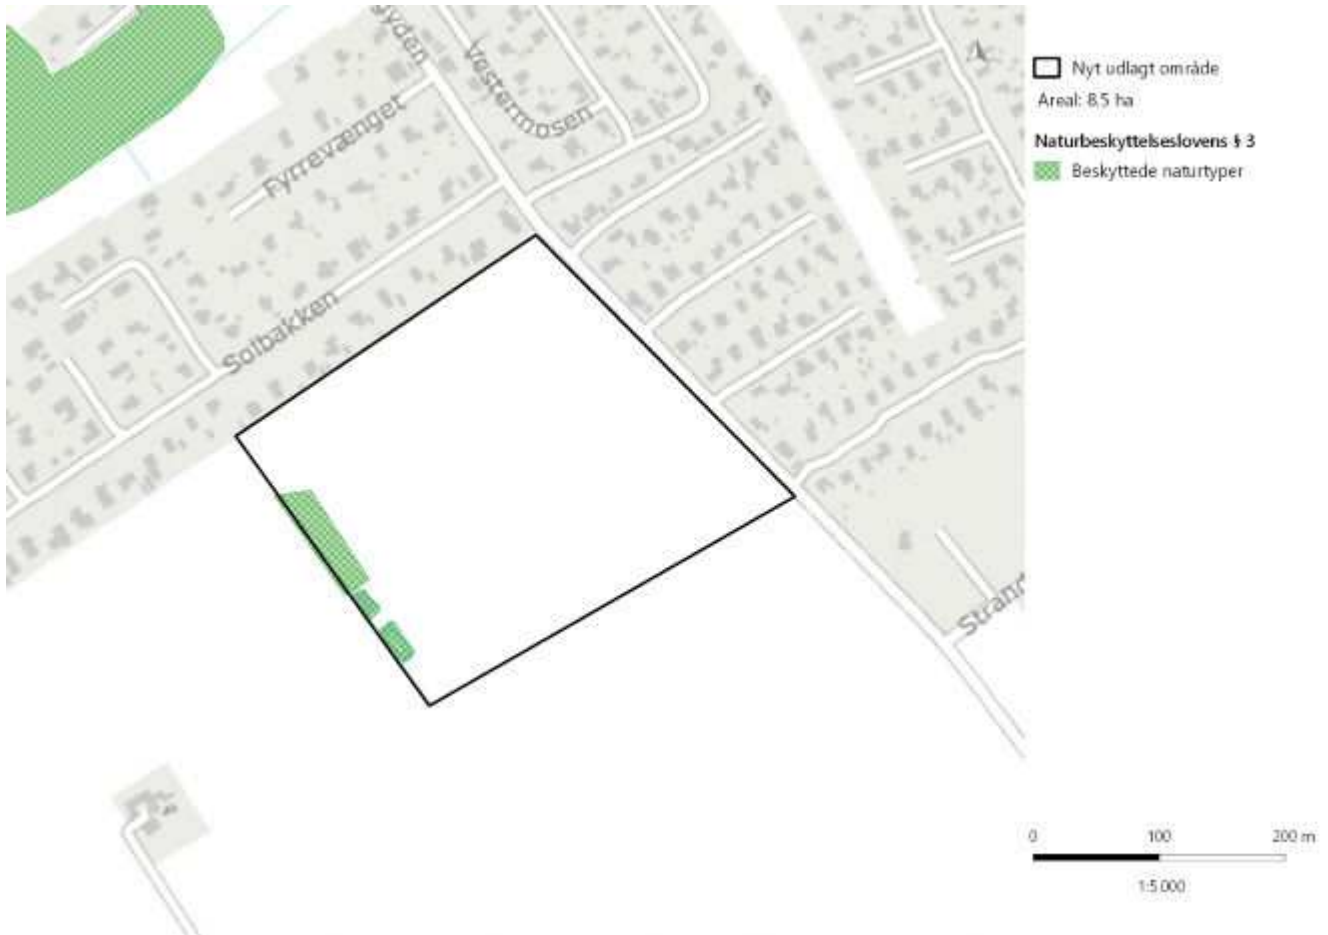 gyden
Vestermosen
Fyrrevænget
Solbakken
Strand
Nyt udlagt område
Areal: 8.5 ha
Naturbeskyttelseslovens § 3
Beskyttede naturtyper
0 100 200 m
1:5.000